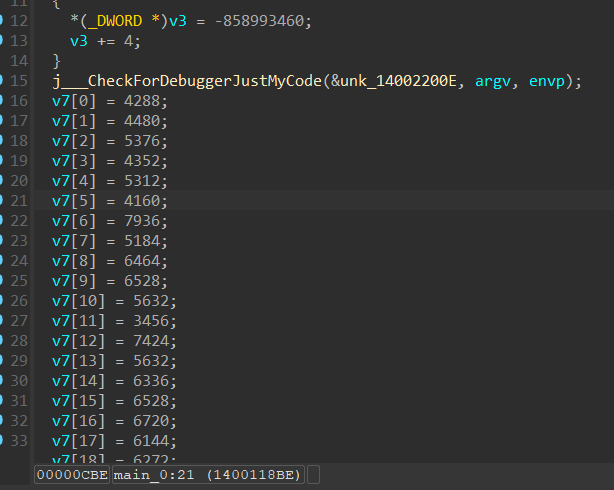 11 {
12 *(_DWORD *)v3 = -858993460;
13 v3 += 4;
14 }
15 j___CheckForDebuggerJustMyCode(&unk_14002200E, argv, envp);
16 v7[0] = 4288;
17 v7[1] = 4480;
18 v7[2] = 5376;
19 v7[3] = 4352;
20 v7[4] = 5312;
21 v7[5] = 4160;
22 v7[6] = 7936;
23 v7[7] = 5184;
24 v7[8] = 6464;
25 v7[9] = 6528;
26 v7[10] = 5632;
27 v7[11] = 3456;
28 v7[12] = 7424;
29 v7[13] = 5632;
30 v7[14] = 6336;
31 v7[15] = 6528;
32 v7[16] = 6720;
33 v7[17] = 6144;
v7[18] = 6272;
00000CBE main_0:21 (1400118BE)